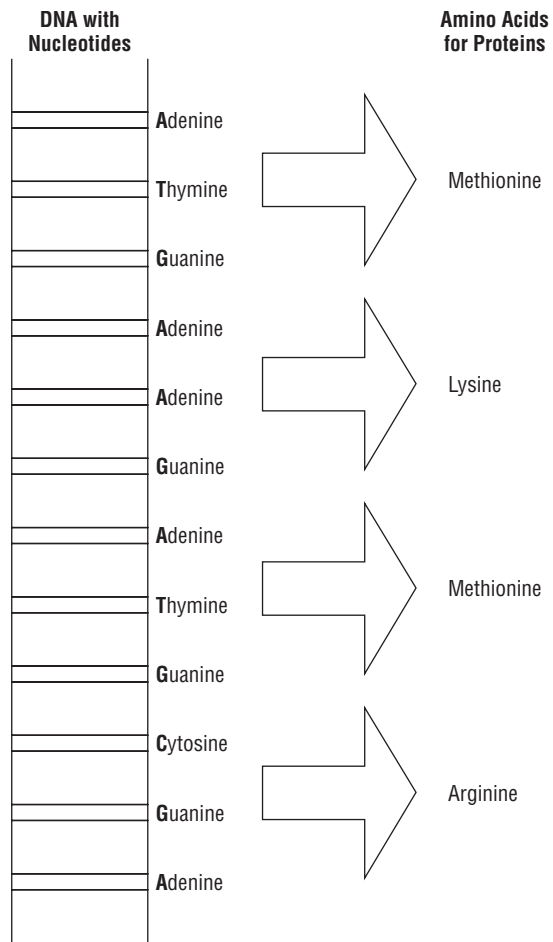 DNA with
Nucleotides
Amino Acids
for Proteins
Adenine
Thymine
Methionine
Guanine
Adenine
Adenine
Lysine
Guanine
Adenine
Thymine
Methionine
Guanine
Cytosine
Guanine
Arginine
Adenine